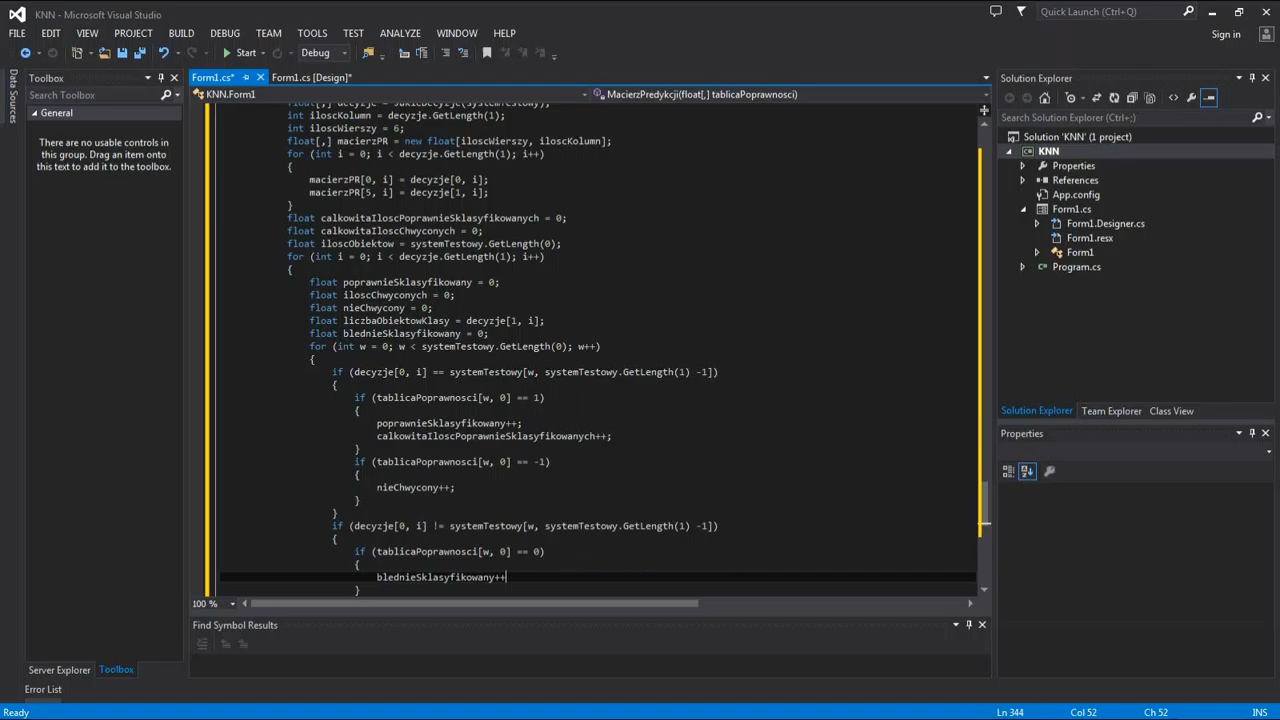 KNN - Microsoft Visual Studio
Quick Launch (Ctrl+Q)
FILE EDIT VIEW PROJECT BUILD DEBUG TEAM TOOLS TEST ANALYZE WINDOW HELP
Sign in
Start
Debug
Data Sources
Toolbox
Search Toolbox
General
There are no usable controls in
this group. Drag an item onto
this text to add it to the toolbox.
Server Explorer Toolbox
Error List
Form1.cs*
Form1.cs [Design]*
KNN.Form1
MacierzPredykcji(float[,] tablicaPoprawnosci)
float[,] decyzje = JakieDecyzje(systemTestowy);
int iloscKolumn = decyzje.GetLength(1);
int iloscWierszy = 6;
float[,] macierzPR = new float[iloscWierszy, iloscKolumn];
for (int i = 0; i < decyzje.GetLength(1); i++)
{
macierzPR[0, i] = decyzje[0, i];
macierzPR[5, i] = decyzje[1, i];
}
float calkowitaIloscPoprawnieSklasyfikowanych = 0;
float calkowitaIloscChwyconych = 0;
float iloscObiektow = systemTestowy.GetLength(0);
for (int i = 0; i < decyzje.GetLength(1); i++)
{
float poprawnieSklasyfikowany = 0;
float iloscChwyconych = 0;
float nieChwycony = 0;
float liczbaObiektowKlasy = decyzje[1, i];
float blednieSklasyfikowany = 0;
for (int w = 0; w < systemTestowy.GetLength(0); w++)
{
if (decyzje[0, i] == systemTestowy[w, systemTestowy.GetLength(1) -1])
{
if (tablicaPoprawnosci[w, 0] == 1)
{
poprawnieSklasyfikowany++;
calkowitaIloscPoprawnieSklasyfikowanych++;
}
if (tablicaPoprawnosci[w, 0] == -1)
{
nieChwycony++;
}
}
if (decyzje[0, i] != systemTestowy[w, systemTestowy.GetLength(1) -1])
{
if (tablicaPoprawnosci[w, 0] == 0)
{
blednieSklasyfikowany++
}
100 %
Find Symbol Results
Solution Explorer
Search Solution Explorer (Ctrl+;)
Solution 'KNN' (1 project)
KNN
Properties
References
App.config
Form1.cs
Form1.Designer.cs
Form1.resx
Form1
Program.cs
Solution Explorer Team Explorer Class View
Properties
Ready
Ln 344 Col 52 Ch 52 INS